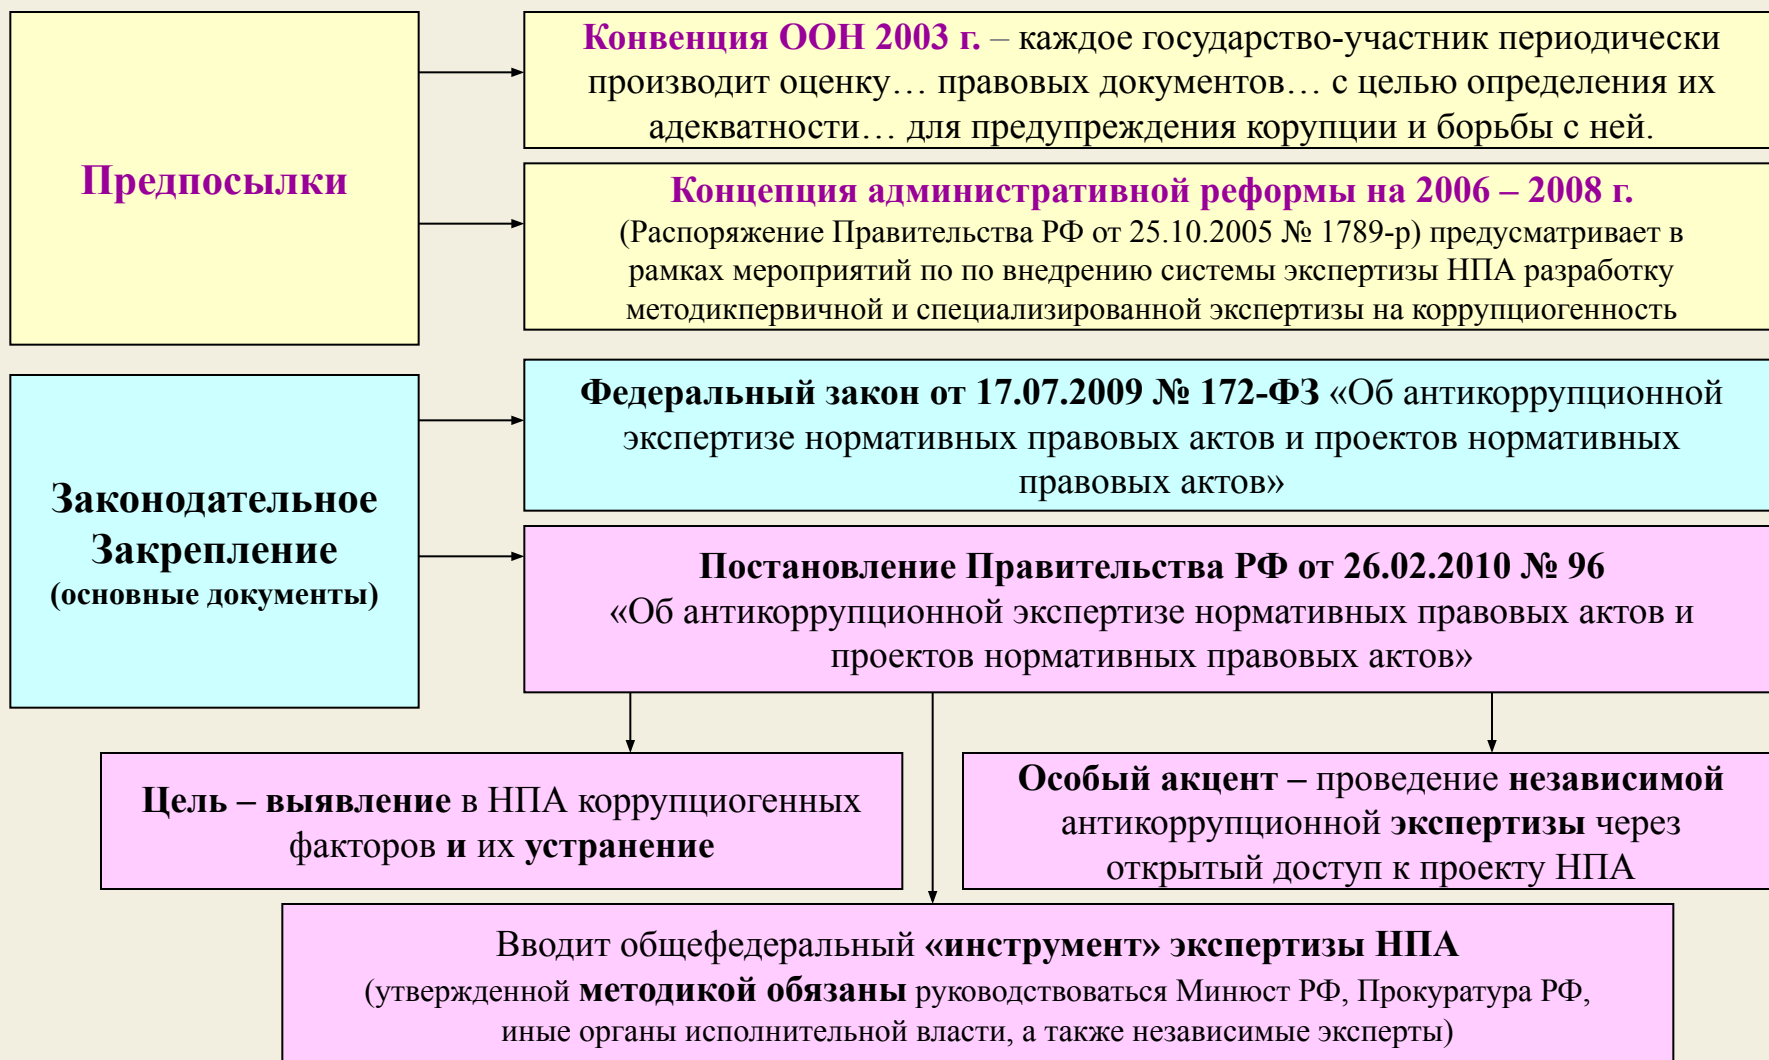 Предпосылки
Конвенция ООН 2003 г. – каждое государство-участник периодически
производит оценку… правовых документов… с целью определения их
адекватности… для предупреждения корупции и борьбы с ней.
Концепция административной реформы на 2006 – 2008 г.
(Распоряжение Правительства РФ от 25.10.2005 № 1789-р) предусматривает в
рамках мероприятий по по внедрению системы экспертизы НПА разработку
методикпервичной и специализированной экспертизы на коррупциогенность
Законодательное
Закрепление
(основные документы)
Федеральный закон от 17.07.2009 № 172-ФЗ «Об антикоррупционной
экспертизе нормативных правовых актов и проектов нормативных
правовых актов»
Постановление Правительства РФ от 26.02.2010 № 96
«Об антикоррупционной экспертизе нормативных правовых актов и
проектов нормативных правовых актов»
Цель – выявление в НПА коррупциогенных
факторов и их устранение
Особый акцент – проведение независимой
антикоррупционной экспертизы через
открытый доступ к проекту НПА
Вводит общефедеральный «инструмент» экспертизы НПА
(утвержденной методикой обязаны руководствоваться Минюст РФ, Прокуратура РФ,
иные органы исполнительной власти, а также независимые эксперты)